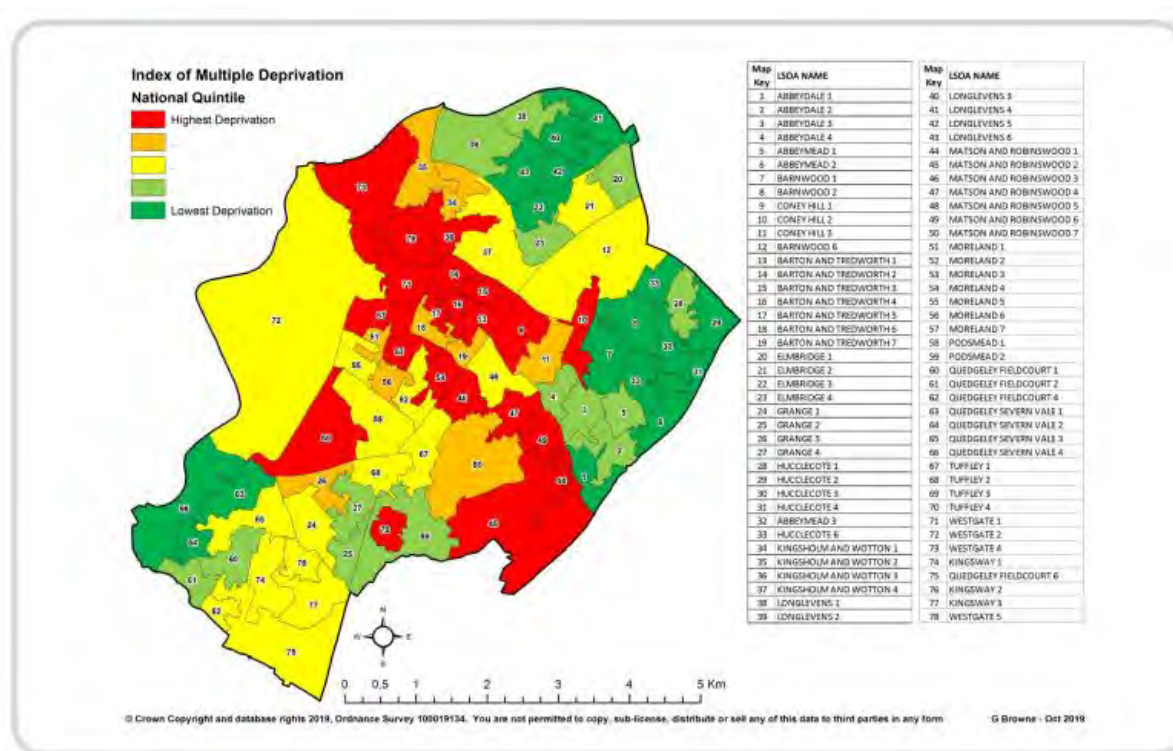 Index of Multiple Deprivation
National Quintile
Highest Deprivation
Lowest Deprivation
Map Key LSOA NAME
1 ABBEYDALE 1
2 ABBEYDALE 2
3 ABBEYDALE 3
4 ABBEYDALE 4
5 ABBEYMEAD 1
6 ABBEYMEAD 2
7 BARNWOOD 1
8 BARNWOOD 2
9 CONEY HILL 1
10 CONEY HILL 2
11 CONEY HILL 3
12 BARNWOOD 6
13 BARTON AND TREDWORTH 1
14 BARTON AND TREDWORTH 2
15 BARTON AND TREDWORTH 3
16 BARTON AND TREDWORTH 4
17 BARTON AND TREDWORTH 5
18 BARTON AND TREDWORTH 6
19 BARTON AND TREDWORTH 7
20 ELMBRIDGE 1
21 ELMBRIDGE 2
22 ELMBRIDGE 3
23 ELMBRIDGE 4
24 GRANGE 1
25 GRANGE 2
26 GRANGE 3
27 GRANGE 4
28 HUCCLECOTE 1
29 HUCCLECOTE 2
30 HUCCLECOTE 3
31 HUCCLECOTE 4
32 ABBEYMEAD 3
33 HUCCLECOTE 6
34 KINGSHOLM AND WOTTON 1
35 KINGSHOLM AND WOTTON 2
36 KINGSHOLM AND WOTTON 3
37 KINGSHOLM AND WOTTON 4
38 LONGLEVENS 1
39 LONGLEVENS 2
Map Key LSOA NAME
40 LONGLEVENS 3
41 LONGLEVENS 4
42 LONGLEVENS 5
43 LONGLEVENS 6
44 MATSON AND ROBINSWOOD 1
45 MATSON AND ROBINSWOOD 2
46 MATSON AND ROBINSWOOD 3
47 MATSON AND ROBINSWOOD 4
48 MATSON AND ROBINSWOOD 5
49 MATSON AND ROBINSWOOD 6
50 MATSON AND ROBINSWOOD 7
51 MORELAND 1
52 MORELAND 2
53 MORELAND 3
54 MORELAND 4
55 MORELAND 5
56 MORELAND 6
57 MORELAND 7
58 PODSMEAD 1
59 PODSMEAD 2
60 QUEDGELEY FIELDCOURT 1
61 QUEDGELEY FIELDCOURT 2
62 QUEDGELEY FIELDCOURT 4
63 QUEDGELEY SEVERN VALE 1
64 QUEDGELEY SEVERN VALE 2
65 QUEDGELEY SEVERN VALE 3
66 QUEDGELEY SEVERN VALE 4
67 TUFFLEY 1
68 TUFFLEY 2
69 TUFFLEY 3
70 TUFFLEY 4
71 WESTGATE 1
72 WESTGATE 2
73 WESTGATE 4
74 KINGSWAY 1
75 QUEDGELEY FIELDCOURT 6
76 KINGSWAY 2
77 KINGSWAY 3
78 WESTGATE 5
N
W E
S
0 0.5 1 2 3 4 5 Km
© Crown Copyright and database rights 2019, Ordnance Survey 100019134. You are not permitted to copy, sub-license, distribute or sell any of this data to third parties in any form
G Browne - Oct 2019